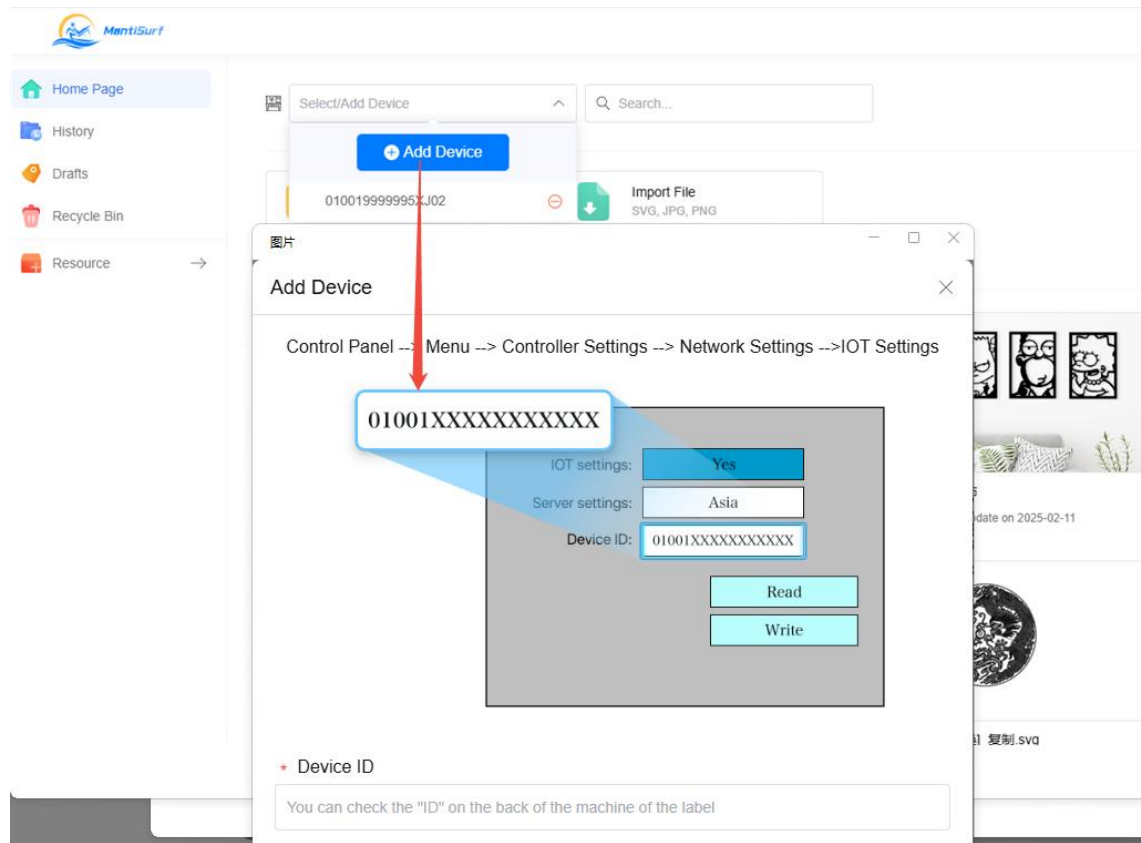 MantiSurf
Home Page
Select/Add Device
Search...
History
Add Device
Drafts
010019999995XJ02
Import File
SVG, JPG, PNG
Recycle Bin
图片
Resource
Add Device
Control Panel --> Menu --> Controller Settings --> Network Settings -->IOT Settings
01001XXXXXXXXXXX
IOT settings: Yes
Server settings: Asia
Device ID: 01001XXXXXXXXXXX
Read
Write
date on 2025-02-11
复制.svg
* Device ID
You can check the "ID" on the back of the machine of the label